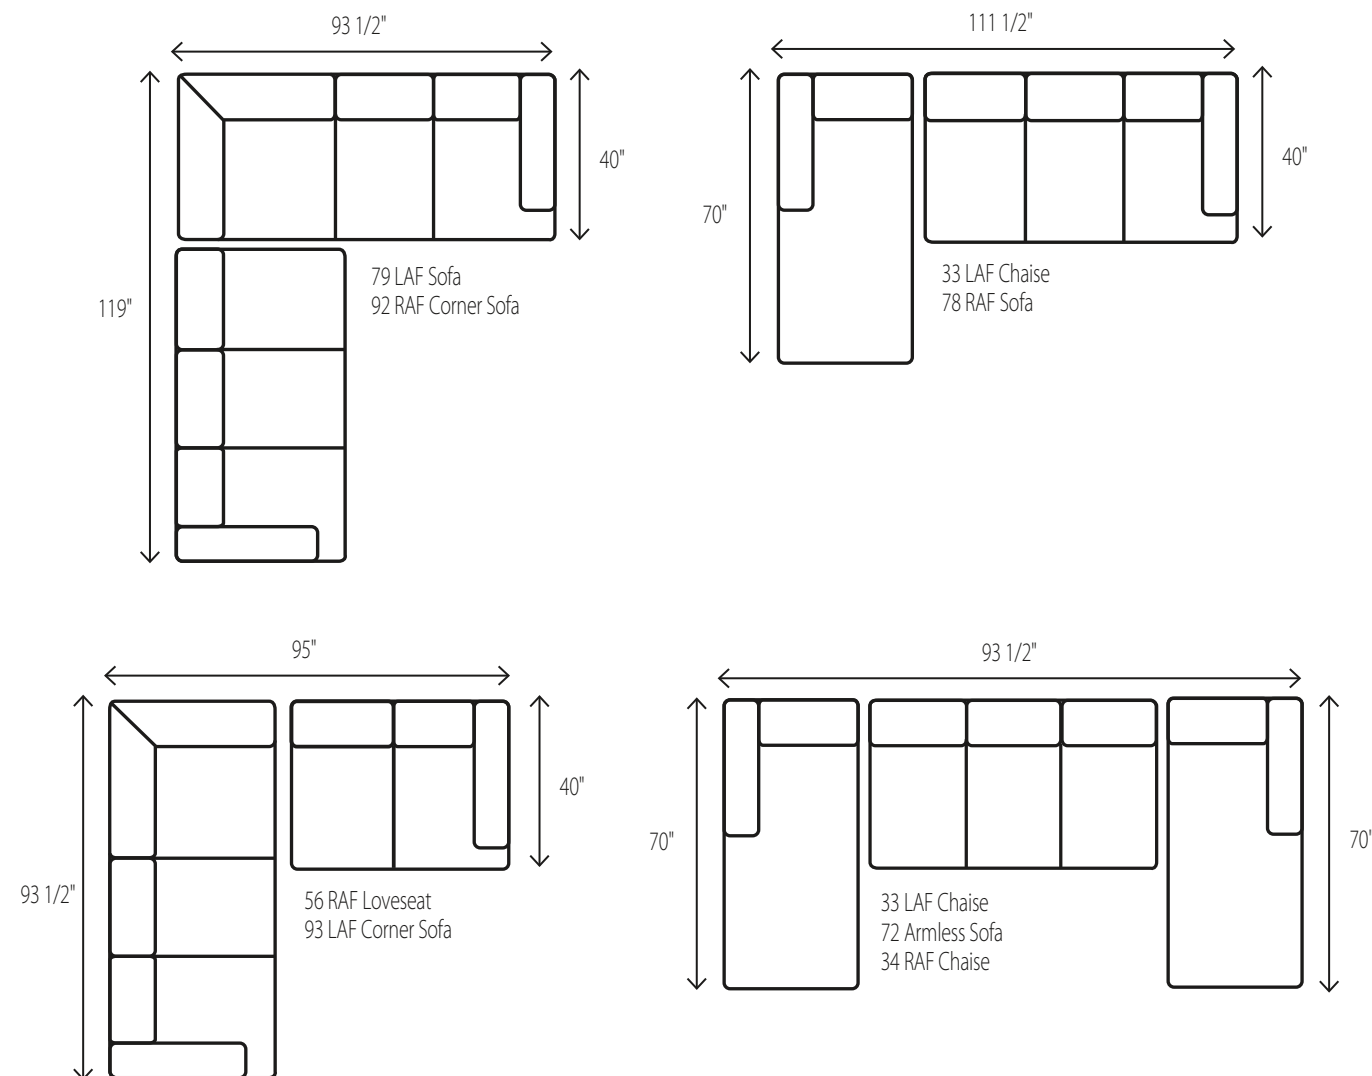 93 1/2"
40"
119"
79 LAF Sofa
92 RAF Corner Sofa
111 1/2"
70"
40"
33 LAF Chaise
78 RAF Sofa
95"
40"
93 1/2"
56 RAF Loveseat
93 LAF Corner Sofa
93 1/2"
70"
70"
33 LAF Chaise
72 Armless Sofa
34 RAF Chaise